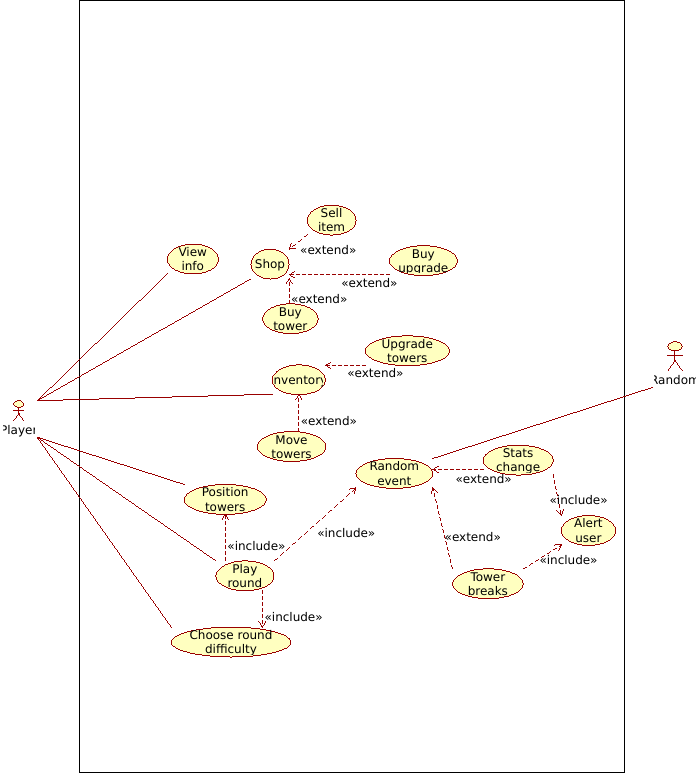 Sell
item
«extend»
View
info
Shop
Buy
upgrade
«extend»
«extend»
Buy
tower
Upgrade
towers
«extend»
Inventory
Random
Player
«extend»
Move
towers
Random
event
Stats
change
«extend»
Position
towers
«include»
Alert
user
«include»
«extend»
«include»
«include»
Play
round
Tower
breaks
«include»
Choose round
difficulty